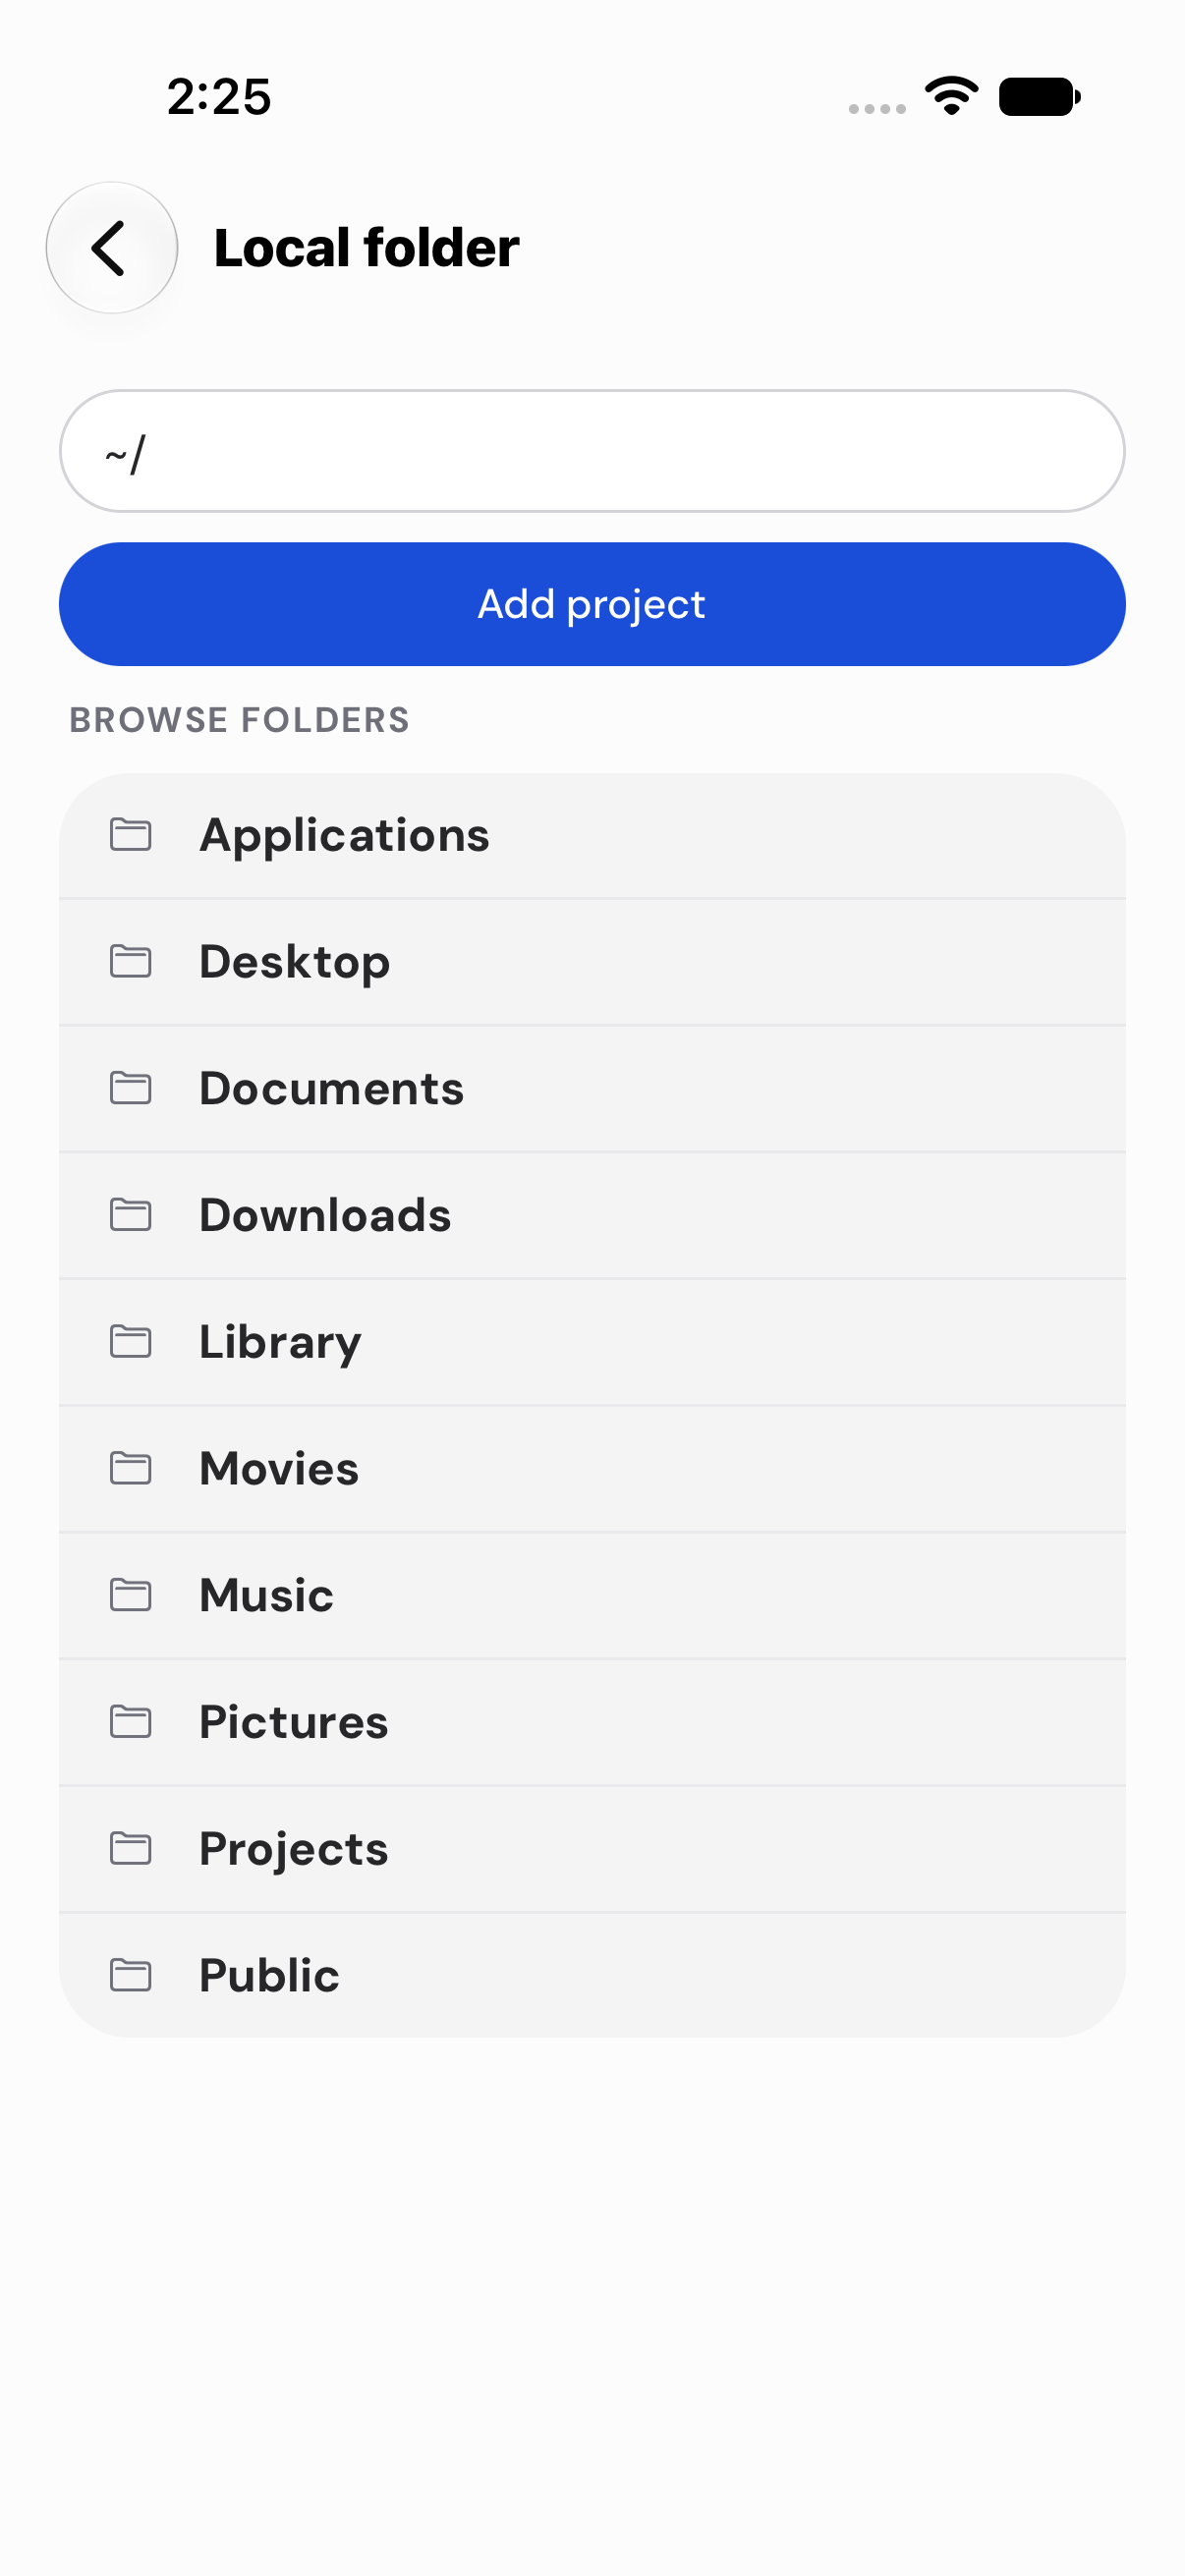 2:25
Local folder
~/
Add project
BROWSE FOLDERS
Applications
Desktop
Documents
Downloads
Library
Movies
Music
Pictures
Projects
Public